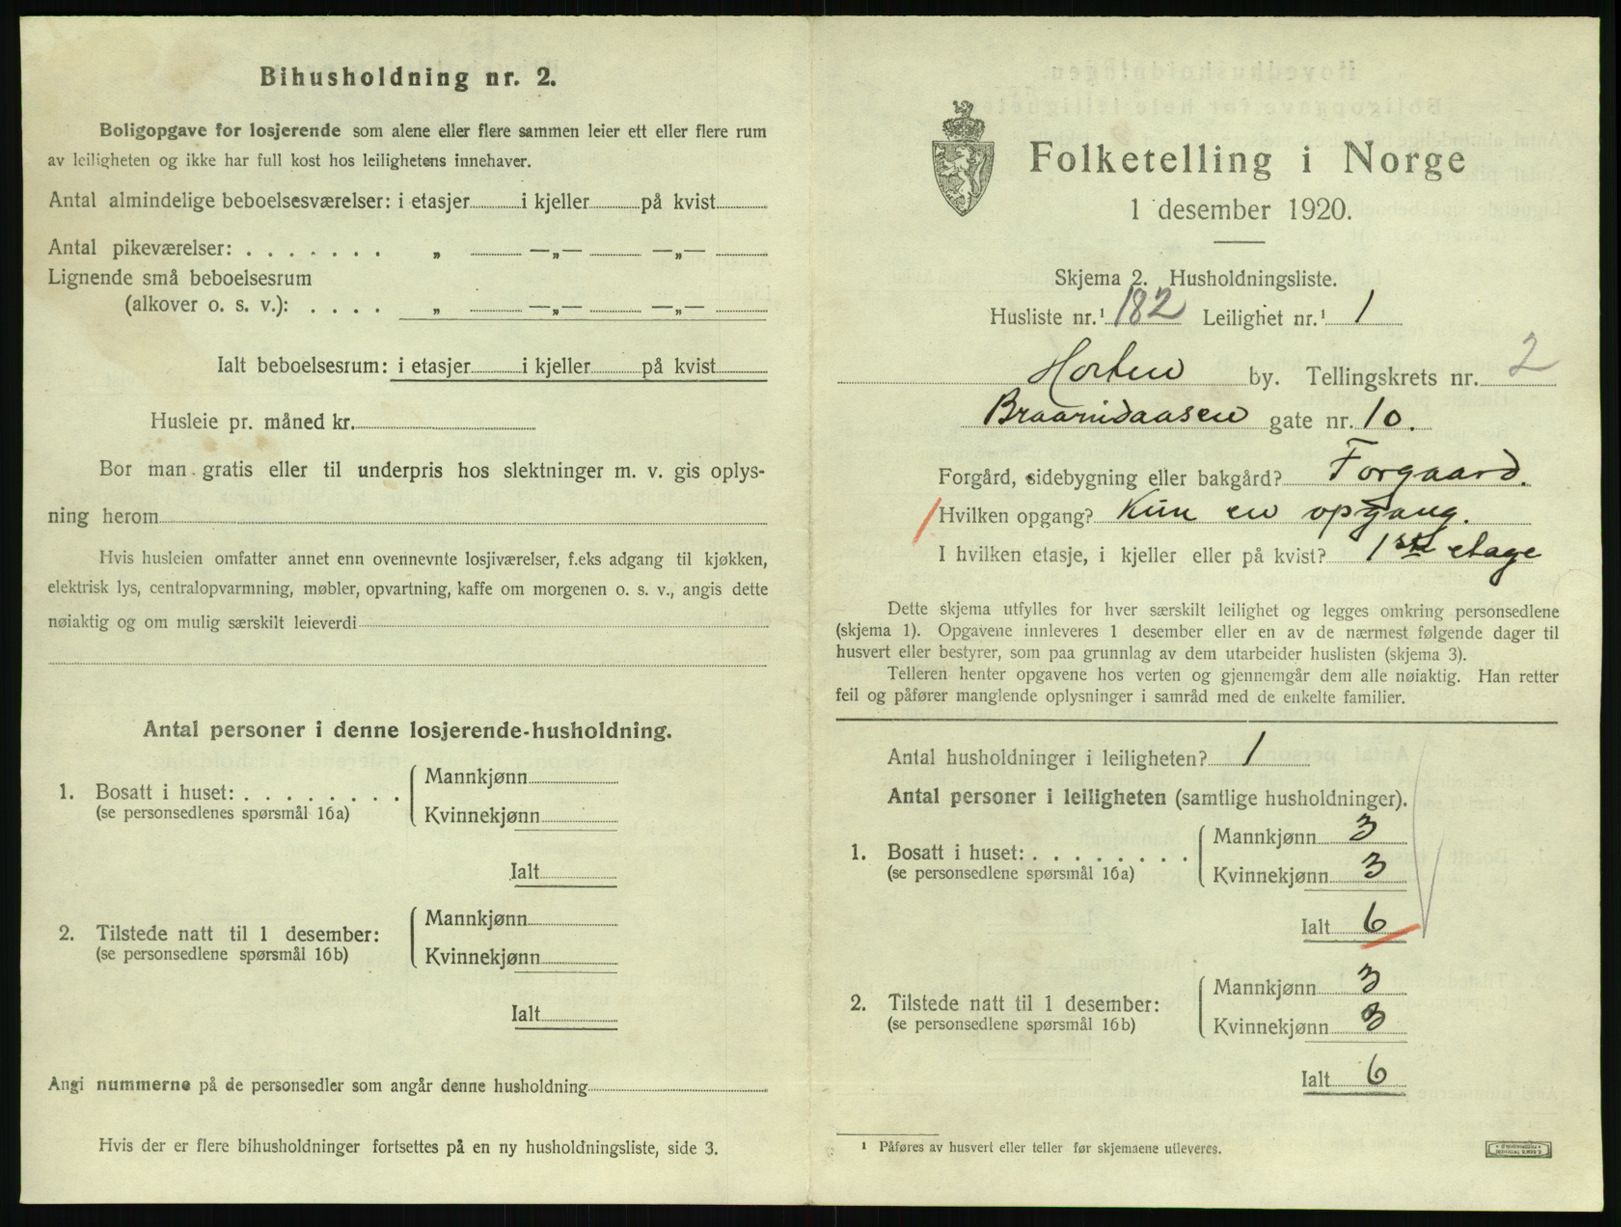 Bihusholdning nr. 2.
Boligopgave for losjerende som alene eller flere sammen leier ett eller flere rum
av leiligheten og ikke har full kost hos leilighetens innehaver.
Antal almindelige beboelsesværelser: i etasjer i kjeller på kvist
Antal pikeværelser: . . . . . . . „ —„— —„—
Lignende små beboelsesrum
(alkover o. s. v.): . . . . „ —„— —„—
Ialt beboelsesrum: i etasjer i kjeller på kvist
Husleie pr. måned kr.
Bor man gratis eller til underpris hos slektninger m. v. gis oplys-
ning herom
Hvis husleien omfatter annet enn ovennevnte losjiværelser, f.eks adgang til kjøkken,
elektrisk lys, centralopvarmning, møbler, opvartning, kaffe om morgenen o. s. v., angis dette
nøiaktig og om mulig særskilt leieverdi
Antal personer i denne losjerende-husholdning.
1. Bosatt i huset: . . . . . . . .
(se personsedlenes spørsmål 16a)
Mannkjønn
Kvinnekjønn
Ialt
2. Tilstede natt til 1 desember:
(se personsedlene spørsmål 16b)
Mannkjønn
Kvinnekjønn
Ialt
Angi nummerne på de personsedler som angår denne husholdning
Hvis der er flere bihusholdninger fortsettes på en ny husholdningsliste, side 3.
Folketelling i Norge
1 desember 1920.
Skjema 2. Husholdningsliste.
Husliste nr.¹ 182 Leilighet nr.¹ 1
Horten by. Tellingskrets nr. 2
Braarudaasen gate nr. 10.
Forgård, sidebygning eller bakgård? Forgaard.
Hvilken opgang? Kun en opgang.
I hvilken etasje, i kjeller eller på kvist? 1ste etage
Dette skjema utfylles for hver særskilt leilighet og legges omkring personsedlene
(skjema 1). Opgavene innleveres 1 desember eller en av de nærmest følgende dager til
husvert eller bestyrer, som paa grunnlag av dem utarbeider huslisten (skjema 3).
Telleren henter opgavene hos verten og gjennemgår dem alle nøiaktig. Han retter
feil og påfører manglende oplysninger i samråd med de enkelte familier.
Antal husholdninger i leiligheten? 1
Antal personer i leiligheten (samtlige husholdninger).
1. Bosatt i huset: . . . . . . . .
(se personsedlene spørsmål 16a)
Mannkjønn 3
Kvinnekjønn 3
Ialt 6
2. Tilstede natt til 1 desember:
(se personsedlene spørsmål 16b)
Mannkjønn 3
Kvinnekjønn 3
Ialt 6
¹ Påføres av husvert eller teller før skjemaene utleveres.